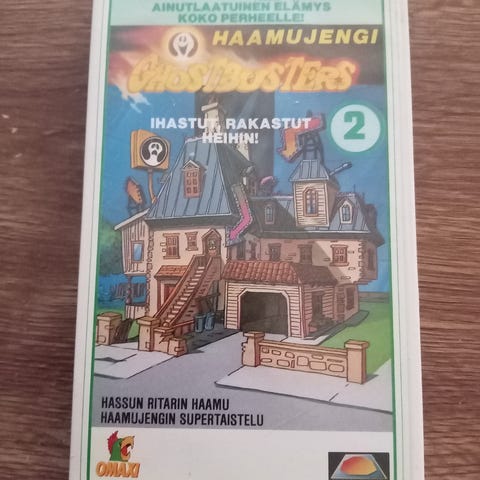 AINUTLAATUINEN ELÄMYS
KOKO PERHEELLE!
HAAMUJENGI
GHOSTBUSTERS
IHASTUT, RAKASTUT
HEIHIN!
2
HASSUN RITARIN HAAMU
HAAMUJENGIN SUPERTAISTELU
OMAXI